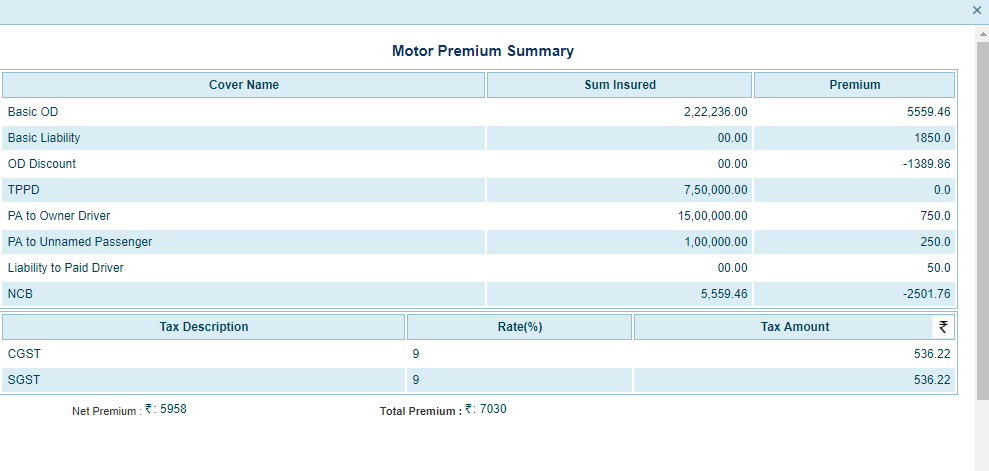 Motor Premium Summary
Cover Name Sum Insured Premium
Basic OD 2,22,236.00 5559.46
Basic Liability 00.00 1850.0
OD Discount 00.00 -1389.86
TPPD 7,50,000.00 0.0
PA to Owner Driver 15,00,000.00 750.0
PA to Unnamed Passenger 1,00,000.00 250.0
Liability to Paid Driver 00.00 50.0
NCB 5,559.46 -2501.76
Tax Description Rate(%) Tax Amount ₹
CGST 9 536.22
SGST 9 536.22
Net Premium : ₹: 5958 Total Premium : ₹: 7030